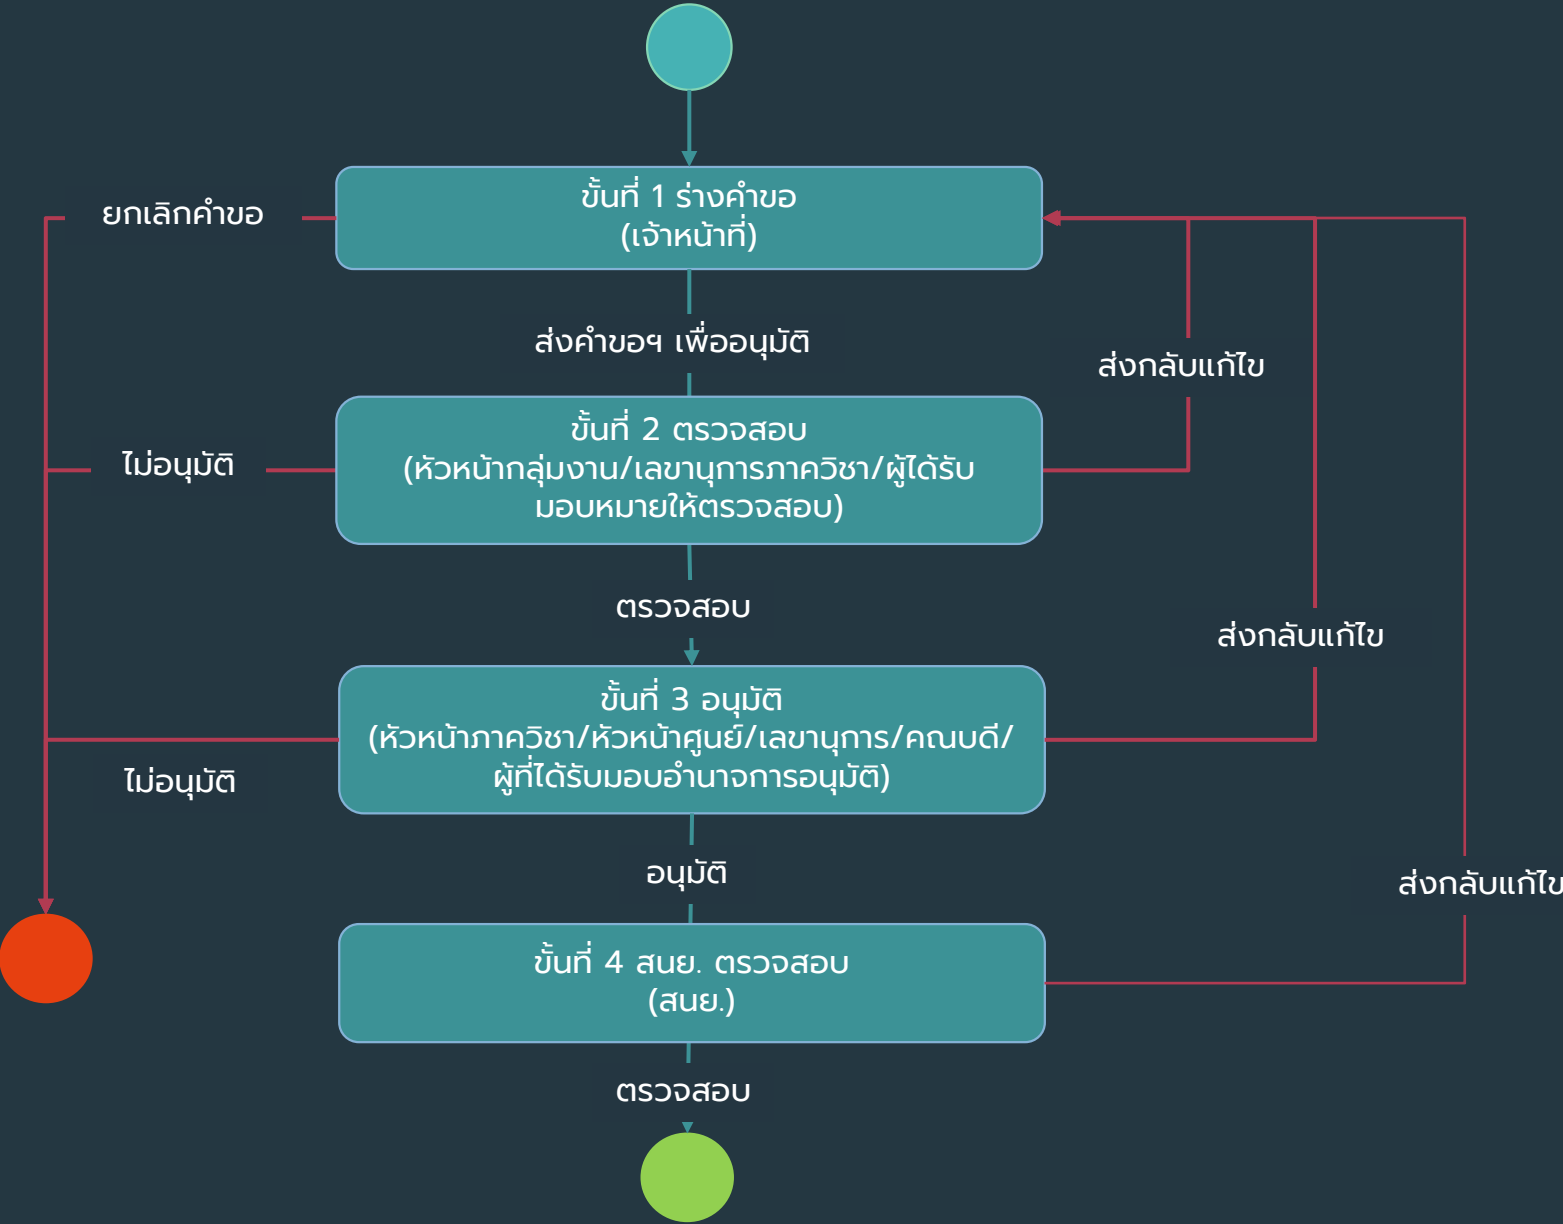 ขั้นที่ 1 ร่างคำขอ
(เจ้าหน้าที่)
ยกเลิกคำขอ
ส่งคำขอฯ เพื่ออนุมัติ
ส่งกลับแก้ไข
ขั้นที่ 2 ตรวจสอบ
(หัวหน้ากลุ่มงาน/เลขานุการภาควิชา/ผู้ได้รับ
มอบหมายให้ตรวจสอบ)
ไม่อนุมัติ
ตรวจสอบ
ส่งกลับแก้ไข
ขั้นที่ 3 อนุมัติ
(หัวหน้าภาควิชา/หัวหน้าศูนย์/เลขานุการ/คณบดี/
ผู้ที่ได้รับมอบอำนาจการอนุมัติ)
ไม่อนุมัติ
อนุมัติ
ส่งกลับแก้ไข
ขั้นที่ 4 สนย. ตรวจสอบ
(สนย.)
ตรวจสอบ